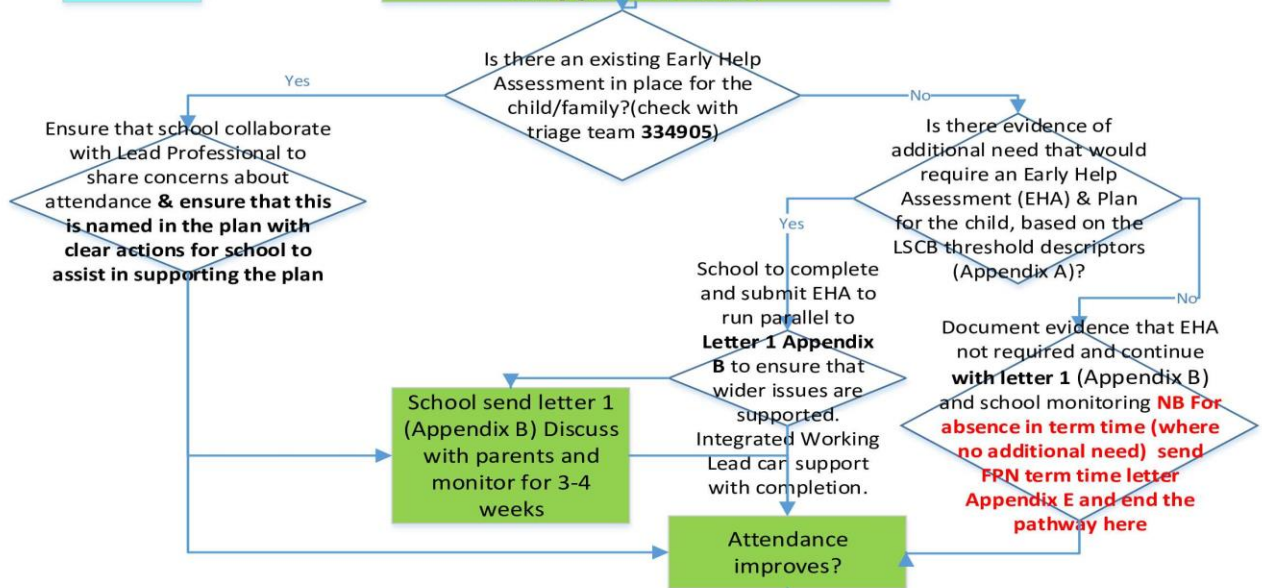 Is there an existing Early Help
Assessment in place for the
child/family?(check with
triage team 334905)
Yes
No
Ensure that school collaborate
with Lead Professional to
share concerns about
attendance & ensure that this
is named in the plan with
clear actions for school to
assist in supporting the plan
Is there evidence of
additional need that would
require an Early Help
Assessment (EHA) & Plan
for the child, based on the
LSCB threshold descriptors
(Appendix A)?
Yes
No
School to complete
and submit EHA to
run parallel to
Letter 1 Appendix
B to ensure that
wider issues are
supported.
Integrated Working
Lead can support
with completion.
Document evidence that EHA
not required and continue
with letter 1 (Appendix B)
and school monitoring NB For
absence in term time (where
no additional need) send
FPN term time letter
Appendix E and end the
pathway here
School send letter 1
(Appendix B) Discuss
with parents and
monitor for 3-4
weeks
Attendance
improves?